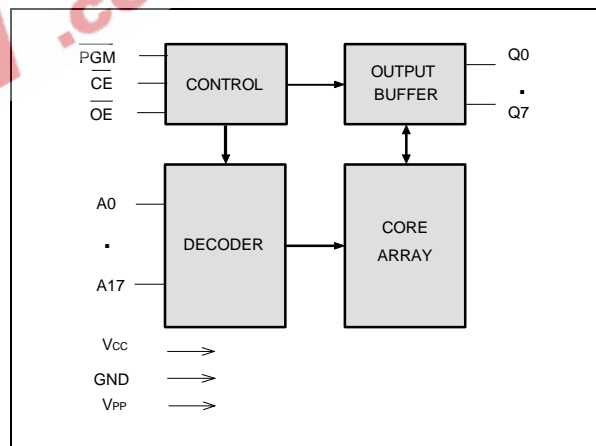 PGM
CE
OE
CONTROL
OUTPUT
BUFFER
Q0
.
Q7
A0
.
A17
DECODER
CORE
ARRAY
VCC
GND
VPP